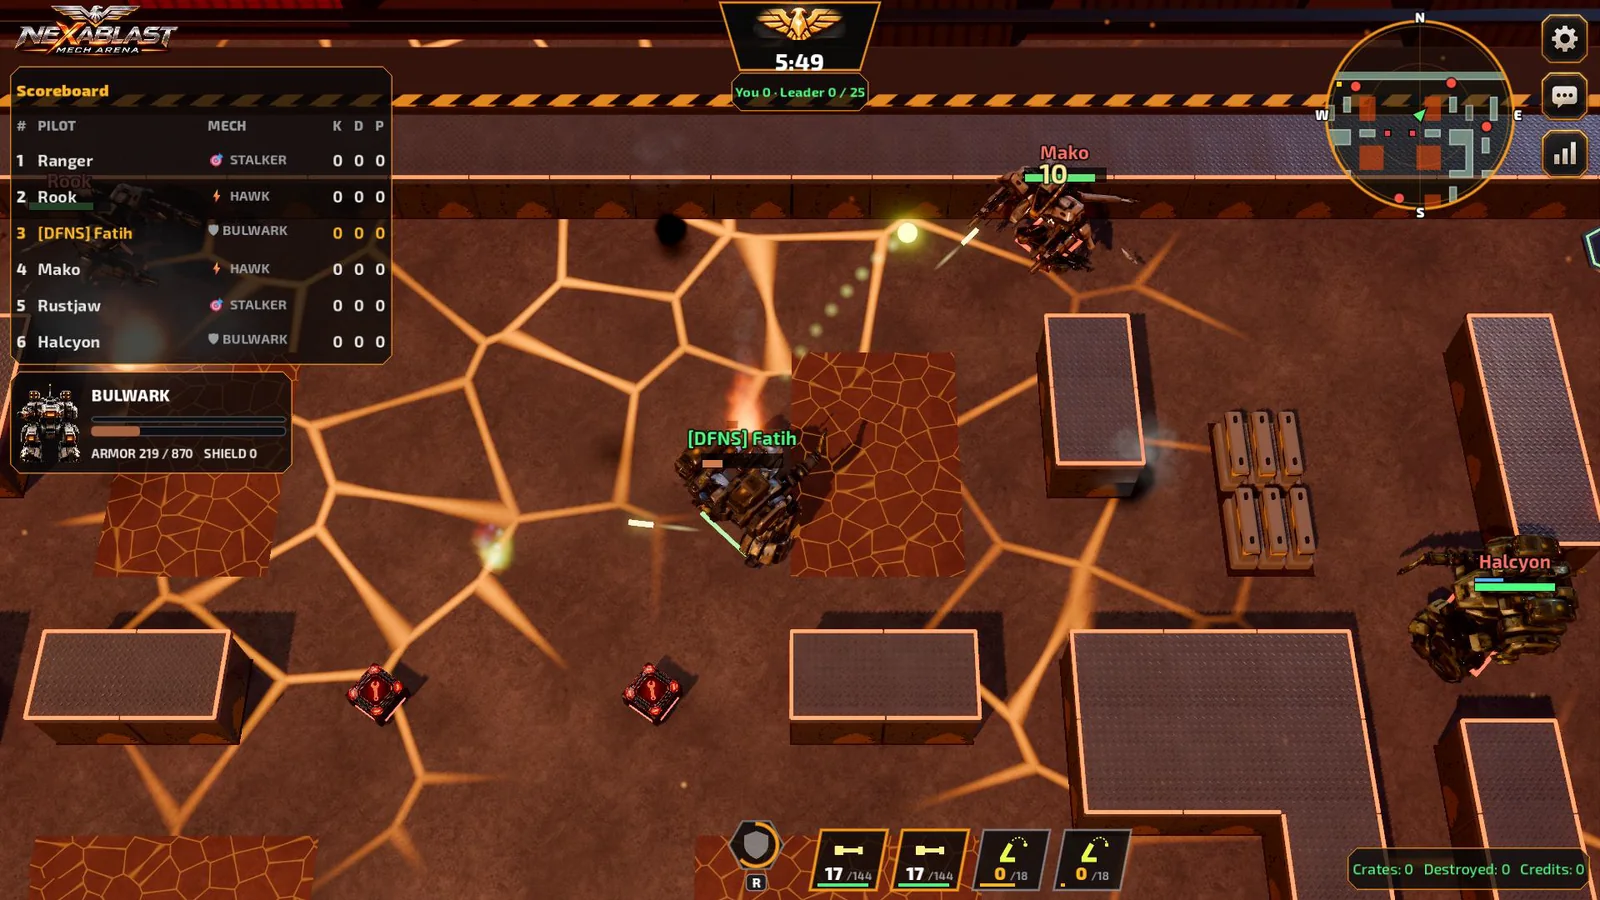 NEXABLAST
MECH ARENA
5:49
You 0 · Leader 0 / 25
N
W
E
S
Scoreboard
# PILOT MECH K D P
1 Ranger STALKER 0 0 0
Rook
2 Rook HAWK 0 0 0
3 [DFNS] Fatih BULWARK 0 0 0
4 Mako HAWK 0 0 0
5 Rustjaw STALKER 0 0 0
6 Halcyon BULWARK 0 0 0
BULWARK
ARMOR 219 / 870 SHIELD 0
Mako
10
[DFNS] Fatih
Halcyon
R
17 /144
17 /144
0 /18
0 /18
Crates: 0 Destroyed: 0 Credits: 0